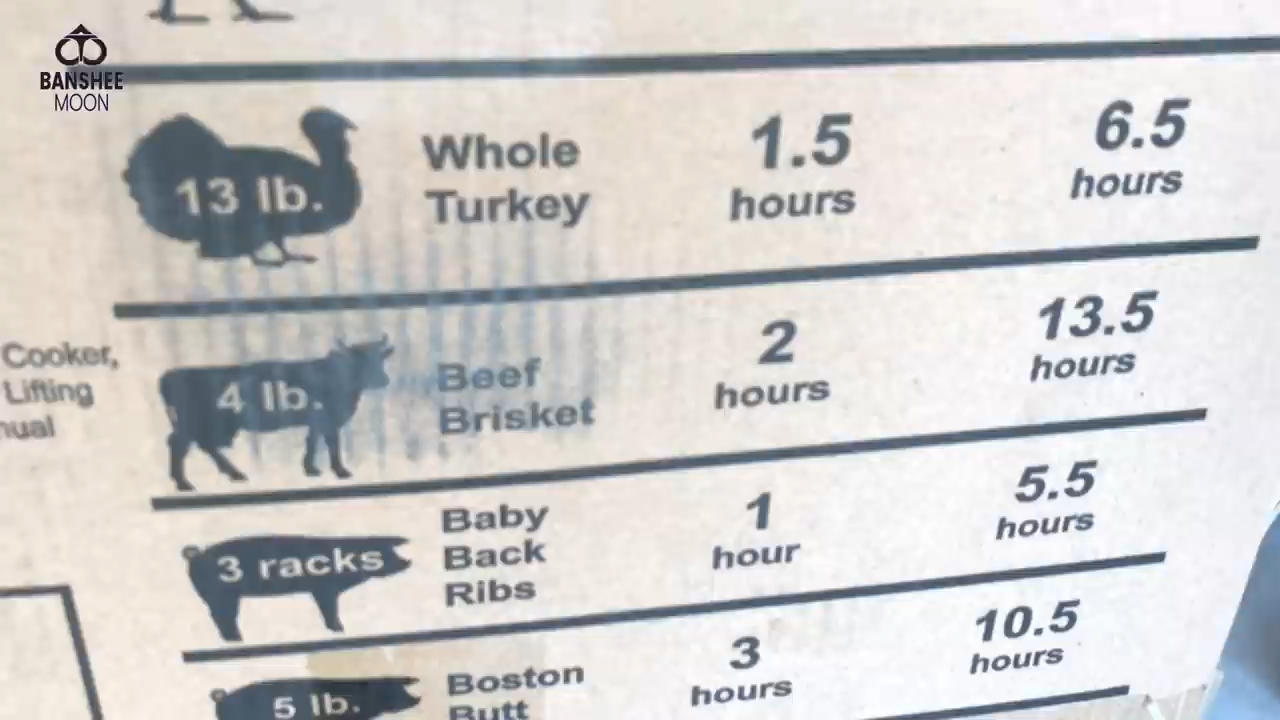 BANSHEE
MOON
13 lb.
Whole
Turkey
1.5
hours
6.5
hours
Cooker,
Lifting
4 lb.
Beef
Brisket
2
hours
13.5
hours
3 racks
Baby
Back
Ribs
1
hour
5.5
hours
5 lb.
Boston
Butt
3
hours
10.5
hours